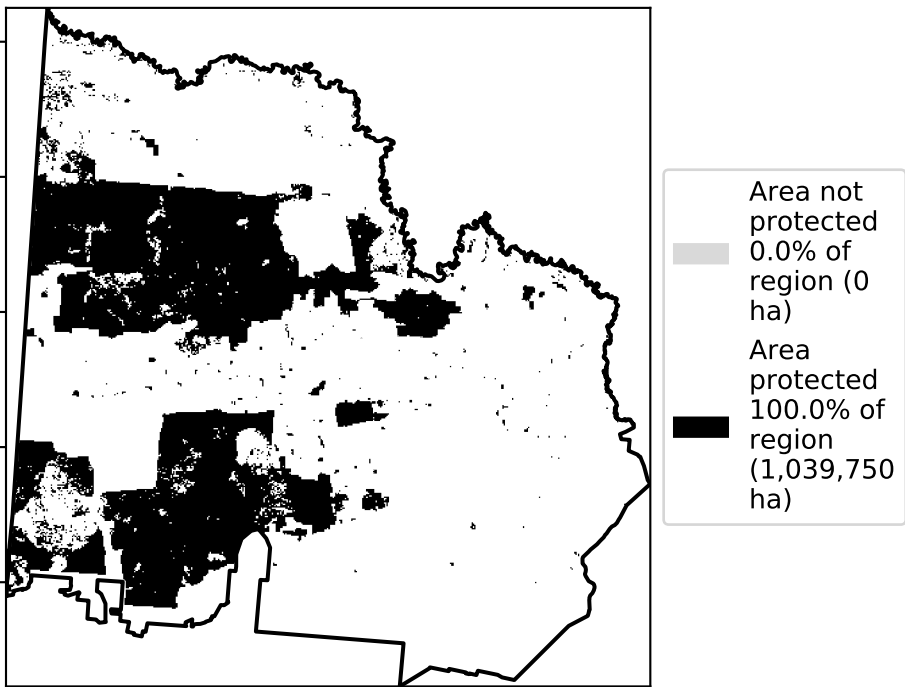 Area not
protected
0.0% of
region (0
ha)
Area
protected
100.0% of
region
(1,039,750
ha)